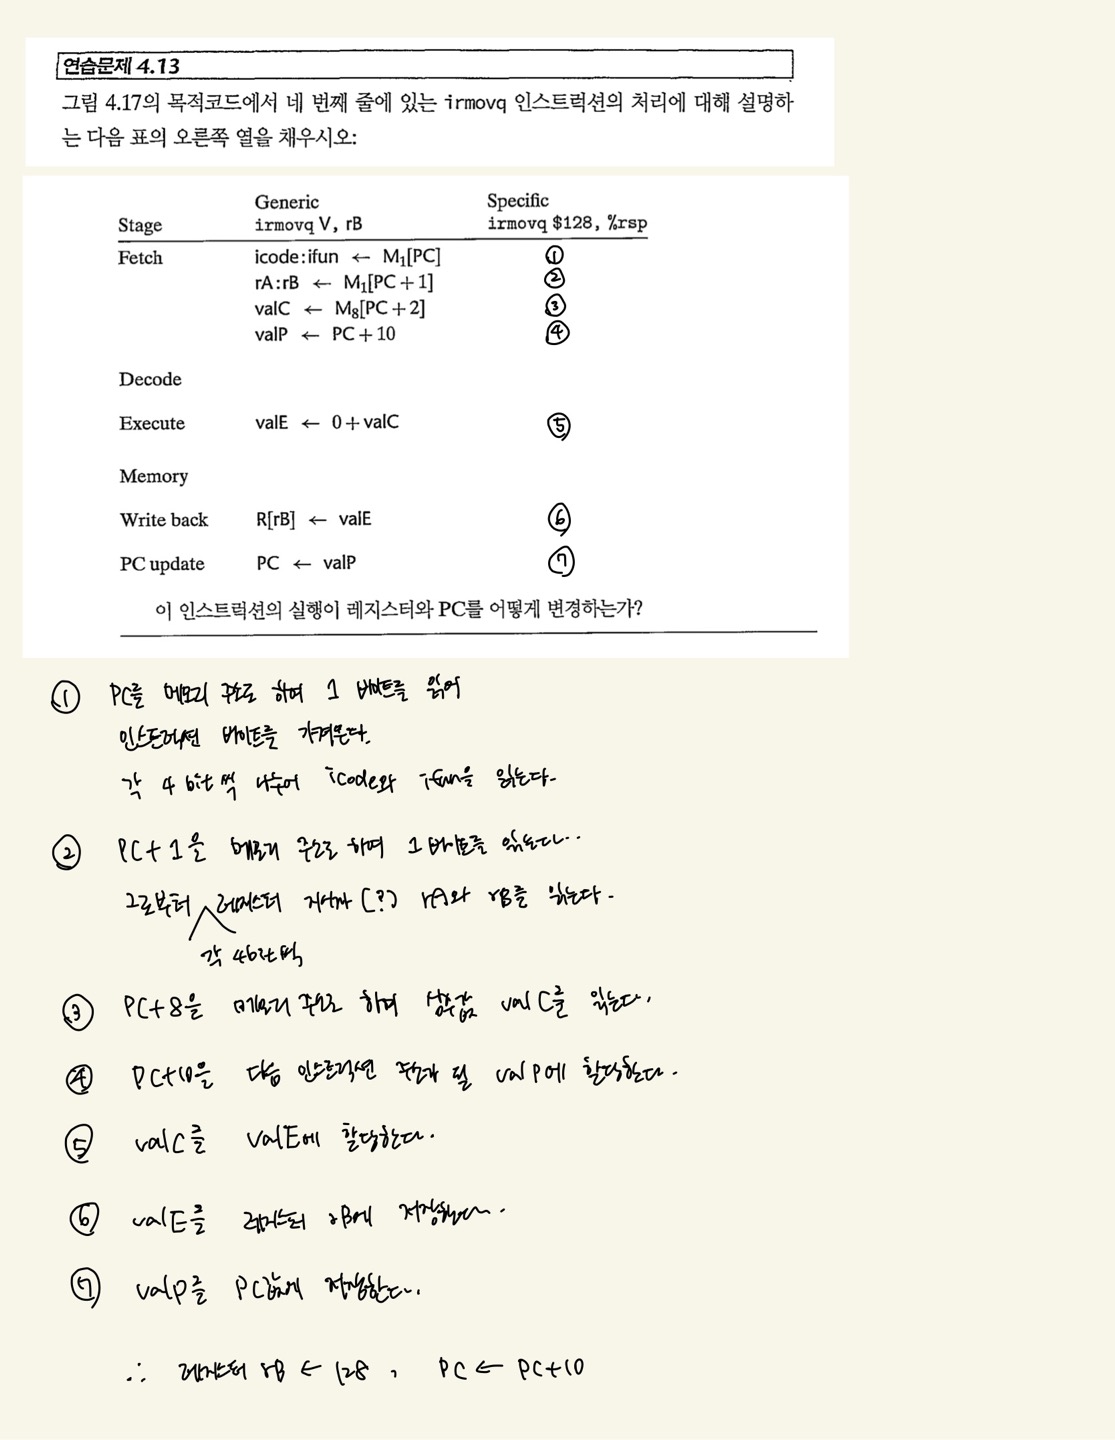 연습문제 4.13
그림 4.17의 목적코드에서 네 번째 줄에 있는 irmovq 인스트럭션의 처리에 대해 설명하
는 다음 표의 오른쪽 열을 채우시오:
Generic Specific
Stage irmovq V, rB irmovq $128, %rsp
Fetch icode:ifun ← M₁[PC] ①
rA:rB ← M₁[PC+1] ②
valC ← M₈[PC+2] ③
valP ← PC+10 ④
Decode
Execute valE ← 0+valC ⑤
Memory
Write back R[rB] ← valE ⑥
PC update PC ← valP ⑦
이 인스트럭션의 실행이 레지스터와 PC를 어떻게 변경하는가?
① PC를 메모리 주소로 하여 1 바이트를 읽어
인스트럭션 바이트를 가져온다.
각 4 bit씩 나누어 icode와 ifun을 읽는다.
② PC+1을 메모리 주소로 하여 1 바이트를 읽는다..
그로부터 레지스터 지시자(?) rA와 rB를 읽는다.
각 4bit씩
③ PC+8을 메모리 주소로 하여 상수값 valC를 읽는다.
④ PC+10을 다음 인스트럭션 주소가 될 valP에 할당한다.
⑤ valC를 valE에 할당한다.
⑥ valE를 레지스터 rB에 저장한다.
⑦ valP를 PC값에 저장한다.
∴ 레지스터 rB ← 128, PC ← PC+10